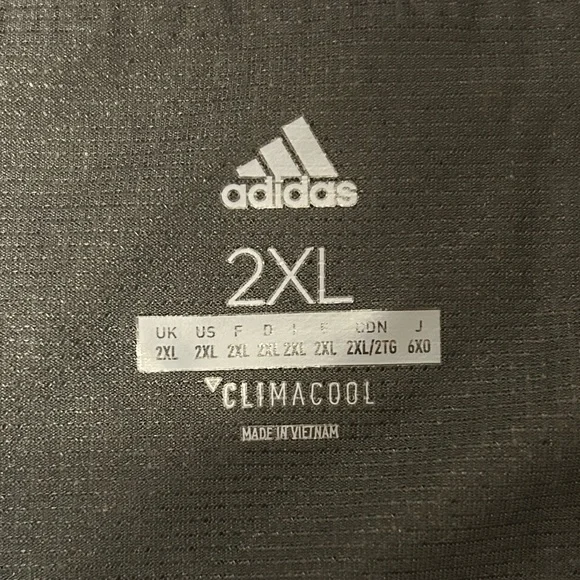 adidas
2XL
UK US F D I E CDN J
2XL 2XL 2XL 2XL 2XL 2XL 2XL/2TG 6XO
CLIMACOOL
MADE IN VIETNAM